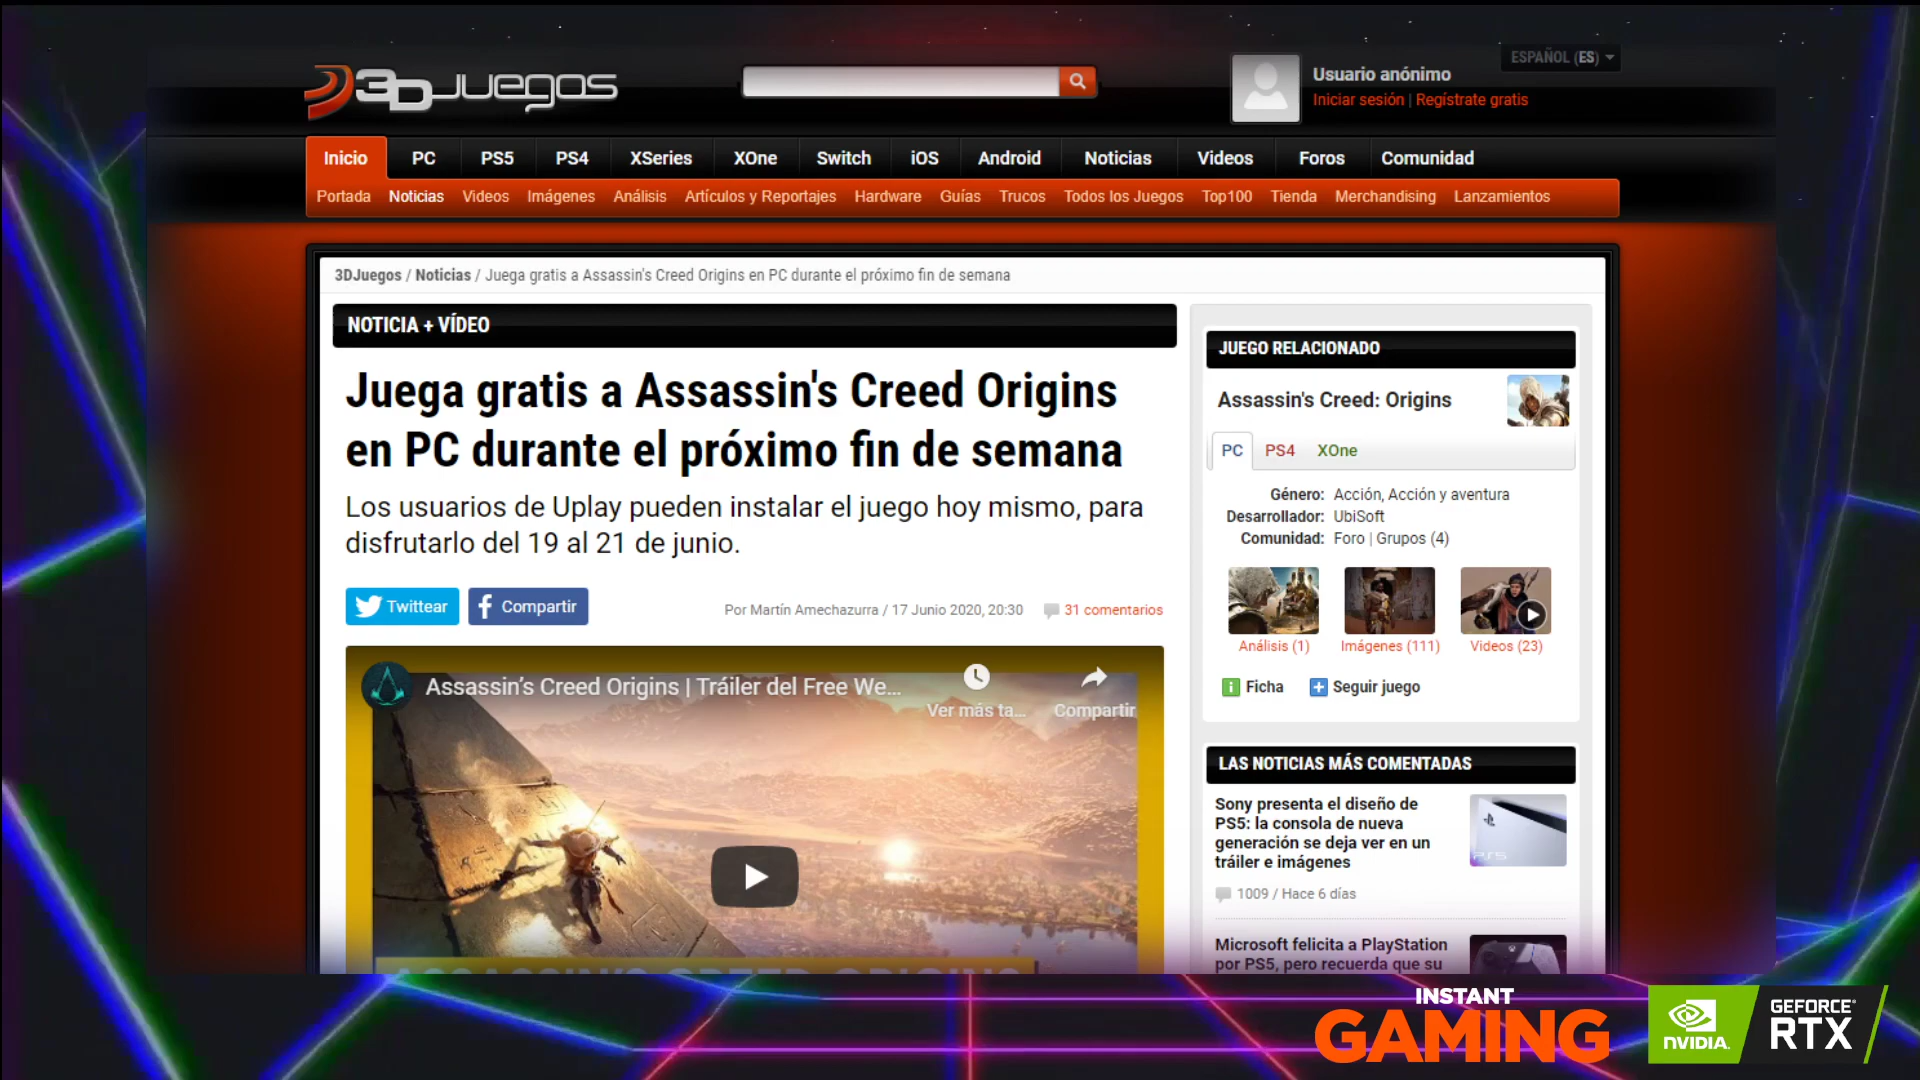 3DJuegos
ESPAÑOL (ES)
Usuario anónimo
Iniciar sesión | Regístrate gratis
Inicio PC PS5 PS4 XSeries XOne Switch iOS Android Noticias Videos Foros Comunidad
Portada Noticias Videos Imágenes Análisis Artículos y Reportajes Hardware Guías Trucos Todos los Juegos Top100 Tienda Merchandising Lanzamientos
3DJuegos / Noticias / Juega gratis a Assassin's Creed Origins en PC durante el próximo fin de semana
NOTICIA + VÍDEO
Juega gratis a Assassin's Creed Origins
en PC durante el próximo fin de semana
Los usuarios de Uplay pueden instalar el juego hoy mismo, para
disfrutarlo del 19 al 21 de junio.
Twittear
Compartir
Por Martín Amechazurra / 17 Junio 2020, 20:30
31 comentarios
Assassin's Creed Origins | Tráiler del Free We...
Ver más ta...
Compartir
ASSASSIN'S CREED ORIGINS
JUEGO RELACIONADO
Assassin's Creed: Origins
PC PS4 XOne
Género: Acción, Acción y aventura
Desarrollador: UbiSoft
Comunidad: Foro | Grupos (4)
Análisis (1) Imágenes (111) Videos (23)
Ficha
Seguir juego
LAS NOTICIAS MÁS COMENTADAS
Sony presenta el diseño de
PS5: la consola de nueva
generación se deja ver en un
tráiler e imágenes
PS5
1009 / Hace 6 días
Microsoft felicita a PlayStation
por PS5, pero recuerda que su
INSTANT
GAMING
NVIDIA.
GEFORCE®
RTX